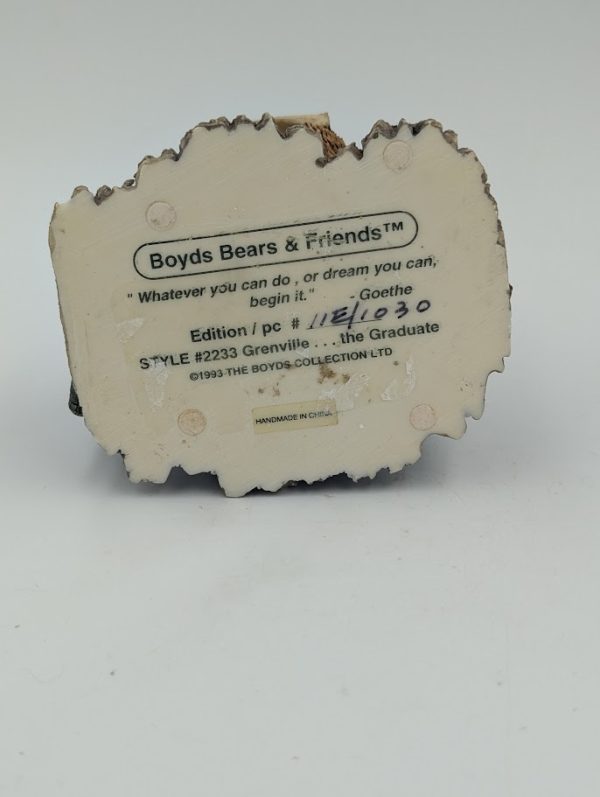 Boyds Bears & Friends™
" Whatever you can do , or dream you can,
begin it." - Goethe
Edition / pc # 11E/1030
STYLE #2233 Grenville . . . the Graduate
©1993 THE BOYDS COLLECTION LTD
HANDMADE IN CHINA